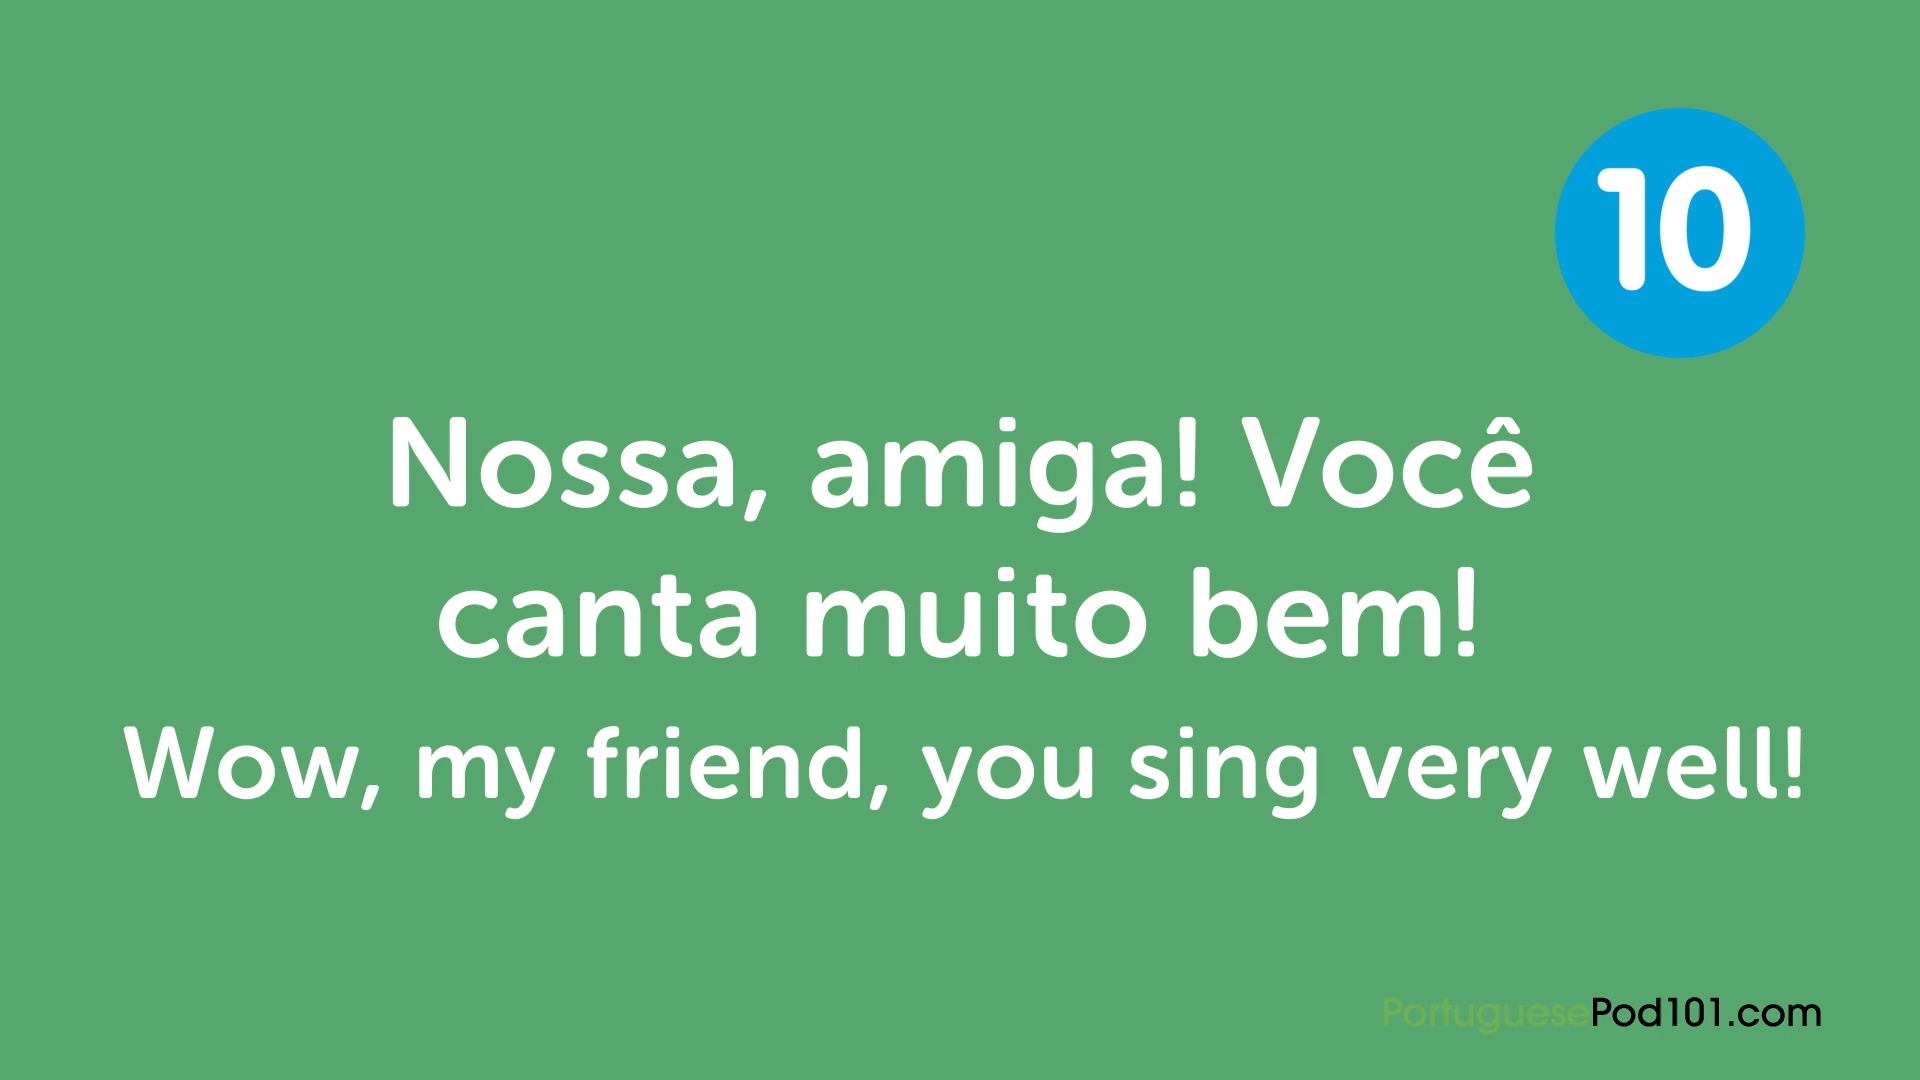 10
Nossa, amiga! Você
canta muito bem!
Wow, my friend, you sing very well!
PortuguesePod101.com